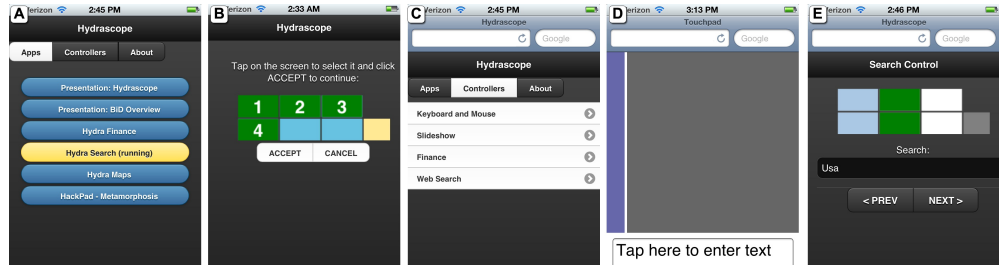 A
Verizon 2:45 PM
Hydrascope
Apps Controllers About
Presentation: Hydrascope
Presentation: BiD Overview
Hydra Finance
Hydra Search (running)
Hydra Maps
HackPad - Metamorphosis
B
Verizon 2:33 AM
Hydrascope
Tap on the screen to select it and click
ACCEPT to continue:
1 2 3
4
ACCEPT CANCEL
C
Verizon 2:45 PM
Hydrascope
Google
Hydrascope
Apps Controllers About
Keyboard and Mouse
Slideshow
Finance
Web Search
D
erizon 3:13 PM
Touchpad
Google
Tap here to enter text
E
erizon 2:46 PM
Hydrascope
Google
Search Control
Search:
Usa
< PREV NEXT >